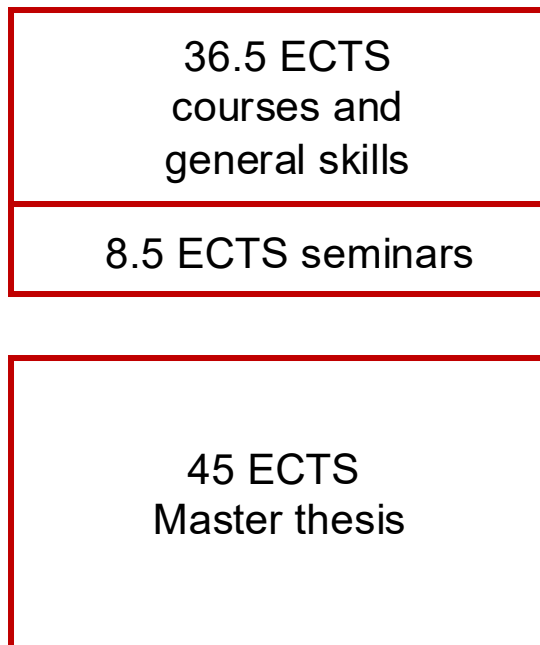 36.5 ECTS
courses and
general skills
8.5 ECTS seminars
45 ECTS
Master thesis